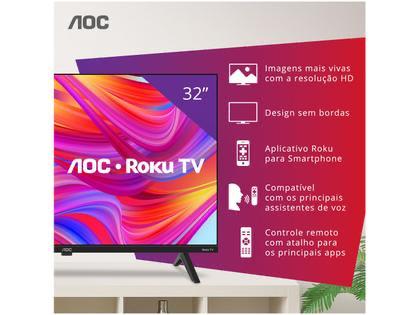 AOC
32”
AOC • Roku TV
AOC
Roku TV
Imagens mais vivas
com a resolução HD
Design sem bordas
Aplicativo Roku
para Smartphone
Compatível
com os principais
assistentes de voz
Controle remoto
com atalho para
os principais apps